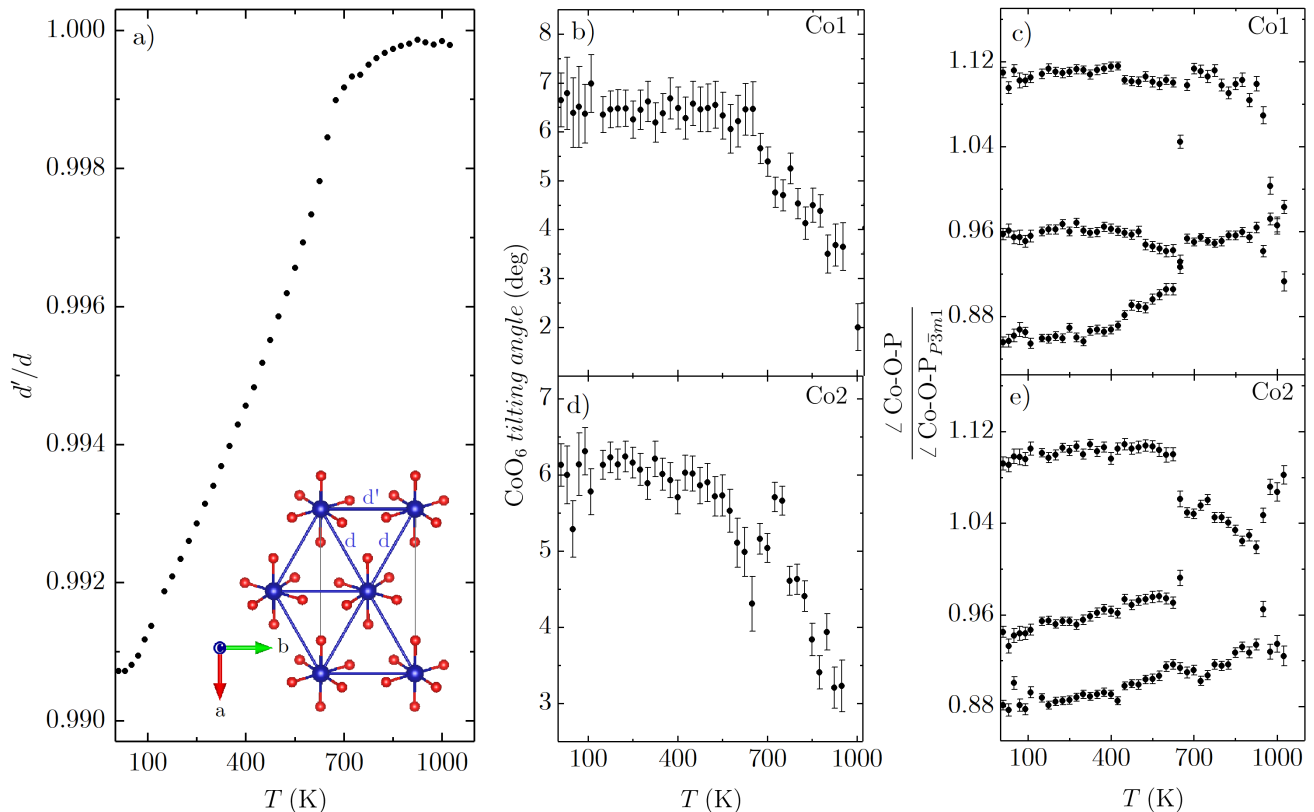 a)
1.000
0.998
0.996
0.994
0.992
0.990
d'/d
100
400
700
1000
T (K)
d'
d
d
b
a
b)
Co1
8
7
6
5
4
3
2
CoO₆ tilting angle (deg)
d)
Co2
7
6
5
4
3
100
400
700
1000
T (K)
c)
Co1
1.12
1.04
0.96
0.88
∠ Co-O-P
∠ Co-O-P_{P\bar{3}m1}
e)
Co2
1.12
1.04
0.96
0.88
100
400
700
1000
T (K)